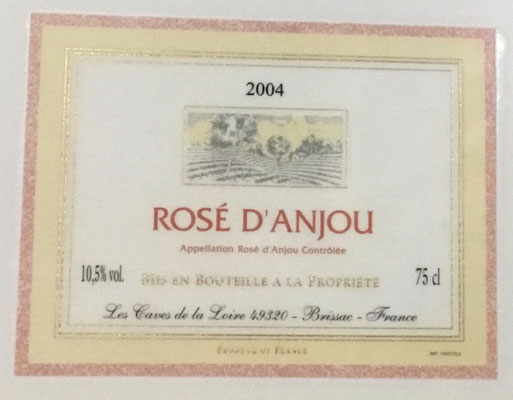 2004
ROSÉ D'ANJOU
Appellation Rosé d'Anjou Contrôlée
10,5% vol.
MIS EN BOUTEILLE A LA PROPRIÉTÉ
75 cl
Les Caves de la Loire 49320 - Brissac - France
PRODUCE OF FRANCE